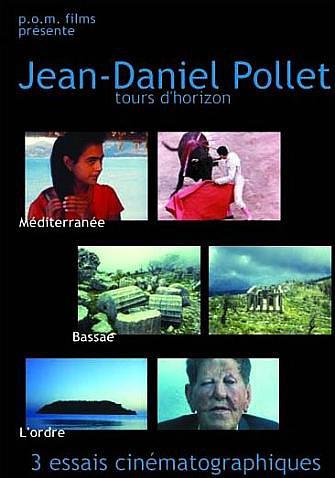 p.o.m. films
présente
Jean-Daniel Pollet
tours d'horizon
Méditerranée
Bassae
L'ordre
3 essais cinématographiques